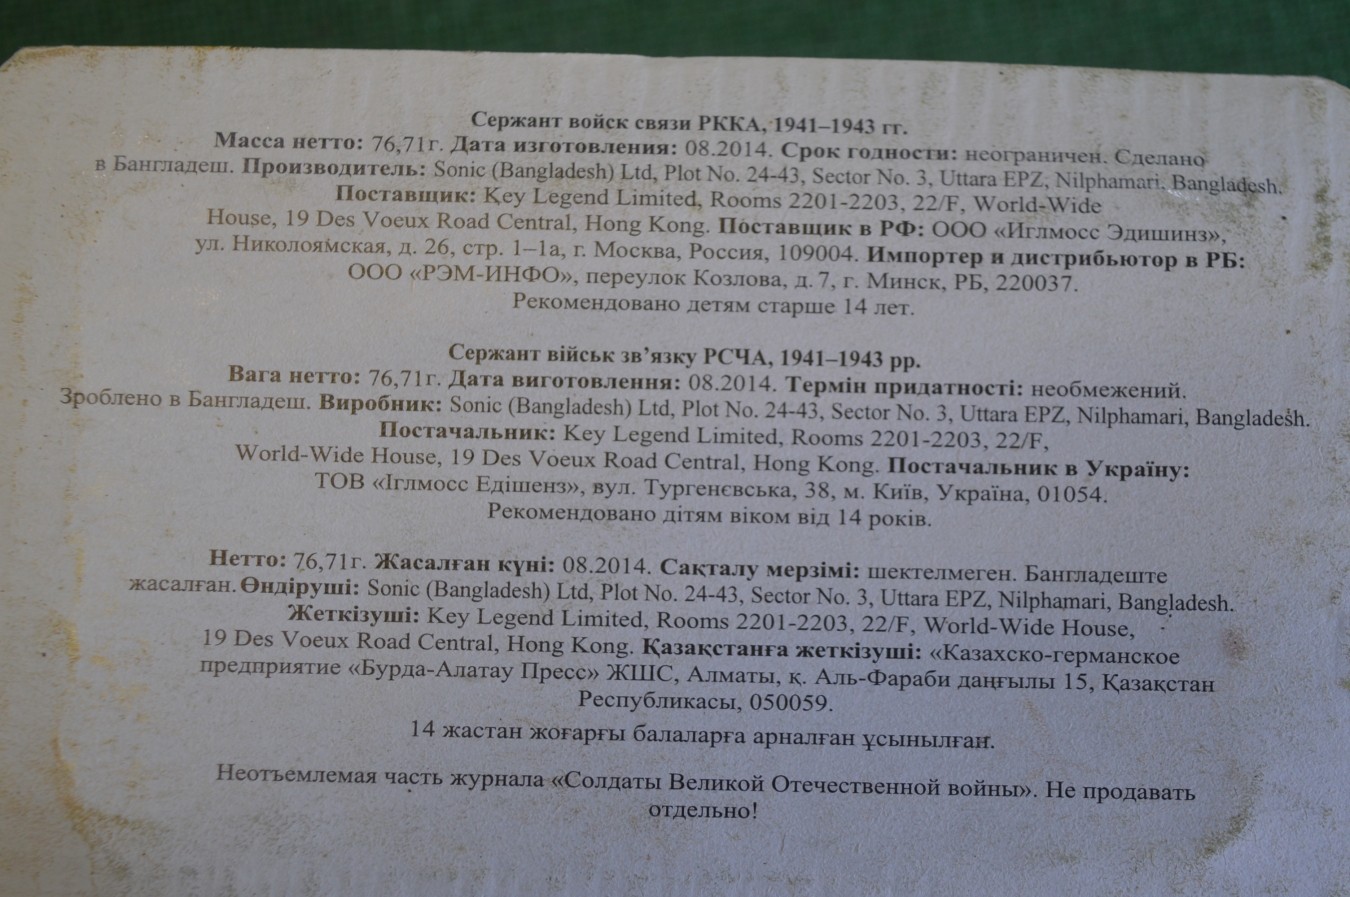 Сержант войск связи РККА, 1941–1943 гг.
Масса нетто: 76,71г. Дата изготовления: 08.2014. Срок годности: неограничен. Сделано
в Бангладеш. Производитель: Sonic (Bangladesh) Ltd, Plot No. 24-43, Sector No. 3, Uttara EPZ, Nilphamari, Bangladesh.
Поставщик: Key Legend Limited, Rooms 2201-2203, 22/F, World-Wide
House, 19 Des Voeux Road Central, Hong Kong. Поставщик в РФ: ООО «Иглмосс Эдишинз»,
ул. Николоямская, д. 26, стр. 1–1а, г. Москва, Россия, 109004. Импортер и дистрибьютор в РБ:
ООО «РЭМ-ИНФО», переулок Козлова, д. 7, г. Минск, РБ, 220037.
Рекомендовано детям старше 14 лет.
Сержант військ зв’язку РСЧА, 1941–1943 рр.
Вага нетто: 76,71г. Дата виготовлення: 08.2014. Термін придатності: необмежений.
Зроблено в Бангладеш. Виробник: Sonic (Bangladesh) Ltd, Plot No. 24-43, Sector No. 3, Uttara EPZ, Nilphamari, Bangladesh.
Постачальник: Key Legend Limited, Rooms 2201-2203, 22/F,
World-Wide House, 19 Des Voeux Road Central, Hong Kong. Постачальник в Україну:
ТОВ «Іглмосс Едішенз», вул. Тургенєвська, 38, м. Київ, Україна, 01054.
Рекомендовано дітям віком від 14 років.
Нетто: 76,71г. Жасалған күні: 08.2014. Сақталу мерзімі: шектелмеген. Бангладеште
жасалған. Өндіруші: Sonic (Bangladesh) Ltd, Plot No. 24-43, Sector No. 3, Uttara EPZ, Nilphamari, Bangladesh.
Жеткізуші: Key Legend Limited, Rooms 2201-2203, 22/F, World-Wide House,
19 Des Voeux Road Central, Hong Kong. Қазақстанға жеткізуші: «Казахско-германское
предприятие «Бурда-Алатау Пресс» ЖШС, Алматы, қ. Аль-Фараби даңғылы 15, Қазақстан
Республикасы, 050059.
14 жастан жоғарғы балаларға арналған ұсынылған.
Неотъемлемая часть журнала «Солдаты Великой Отечественной войны». Не продавать
отдельно!